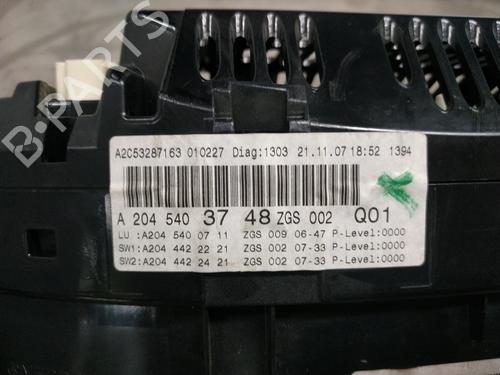 A2C53287163 010227 Diag:1303 21.11.07 18:52 1394
A 204 540 37 48 ZGS 002 Q01
LU :A204 540 07 11 ZGS 009 06-47 P-Level:0000
SW1:A204 442 22 21 ZGS 002 07-33 P-Level:0000
SW2:A204 442 24 21 ZGS 002 07-33 P-Level:0000
B-PARTS